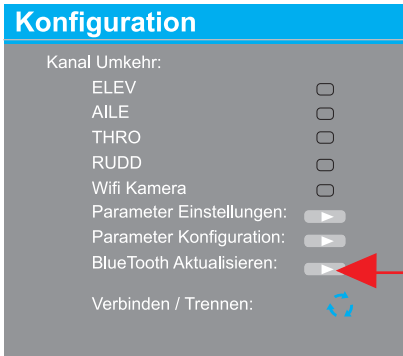 Konfiguration
Kanal Umkehr:
ELEV
AILE
THRO
RUDD
Wifi Kamera
Parameter Einstellungen:
Parameter Konfiguration:
BlueTooth Aktualisieren:
Verbinden / Trennen: